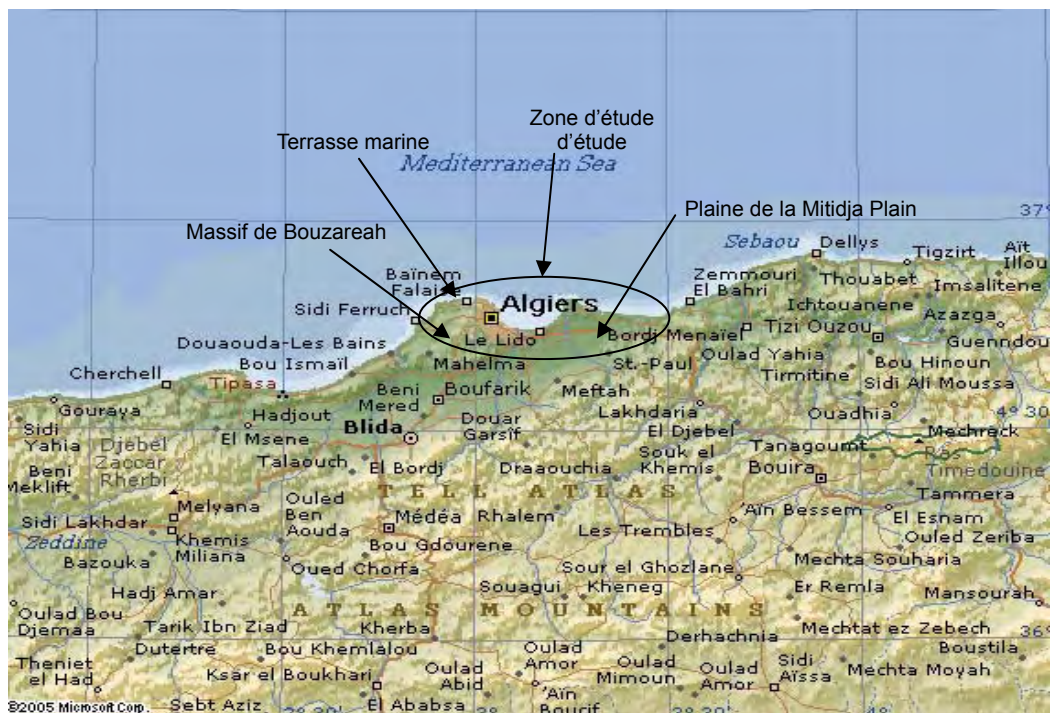 Zone d'étude
d'étude
Terrasse marine
Mediterranean Sea
Plaine de la Mitidja Plain
37°
Massif de Bouzareah
Sebaou
Dellys
Tigzirt
Aït
Illou
Baïnem
Falaise
Zemmouri
El Bahri
Thouabet
Imsalitene
Ichtouanene
Algiers
Sidi Ferruch
Azazga
Le Lido
Bordj Menaïel
Tizi Ouzou
Guenndou
Douaouda-Les Bains
Bou Ismaïl
Mahelma
St.-Paul
Oulad Yahia
Bou Hinoun
Cherchell
Tipasa
Tirmitine
Sidi Ali Moussa
Beni
Mered
Boufarik
Meftah
Gouraya
Hadjout
Lakhdaria
Ouadhia
4° 30
Sidi
Yahia
Blida
Douar
Garsif
El Djebel
Mechreck
Djebel
Zaccar
Rherbi
El Msene
Tanagoumt
Ras
Timedouine
Beni
Meklift
Talaouch
El Bordj
Draaouchia
Souk el
Khemis
Bouira
TELL ATLAS
Tammera
Melyana
Ouled
Ben
Aouda
Médéa
Rhalem
Les Trembles
'Aïn Bessem
El Esnam
Sidi Lakhdar
Khemis
Miliana
Ouled Zeriba
Zeddine
Bazouka
Bou Gdourene
Oued Chorfa
Sour el Ghozlane
Mechta Souharia
Hadj Amar
Souagui
Kheneg
Er Remla
Mansourah
Oulad Bou
Djemaa
ATLAS MOUNTAINS
Tarik Ibn Ziad
Kherba
Derhachnia
Mechtat ez Zebech
36°
Dutertre
Bou Khemlalou
Oulad
Amor
Boustila
Theniet
el Had
Ksar el Boukhari
Oulad
Abid
Oulad
Mimoun
Oulad
Amor
Sidi
Aïssa
Mechta Moyah
'Aïn
Bourif
©2005 Microsoft Corp.
Sebt Aziz
El Ababsa